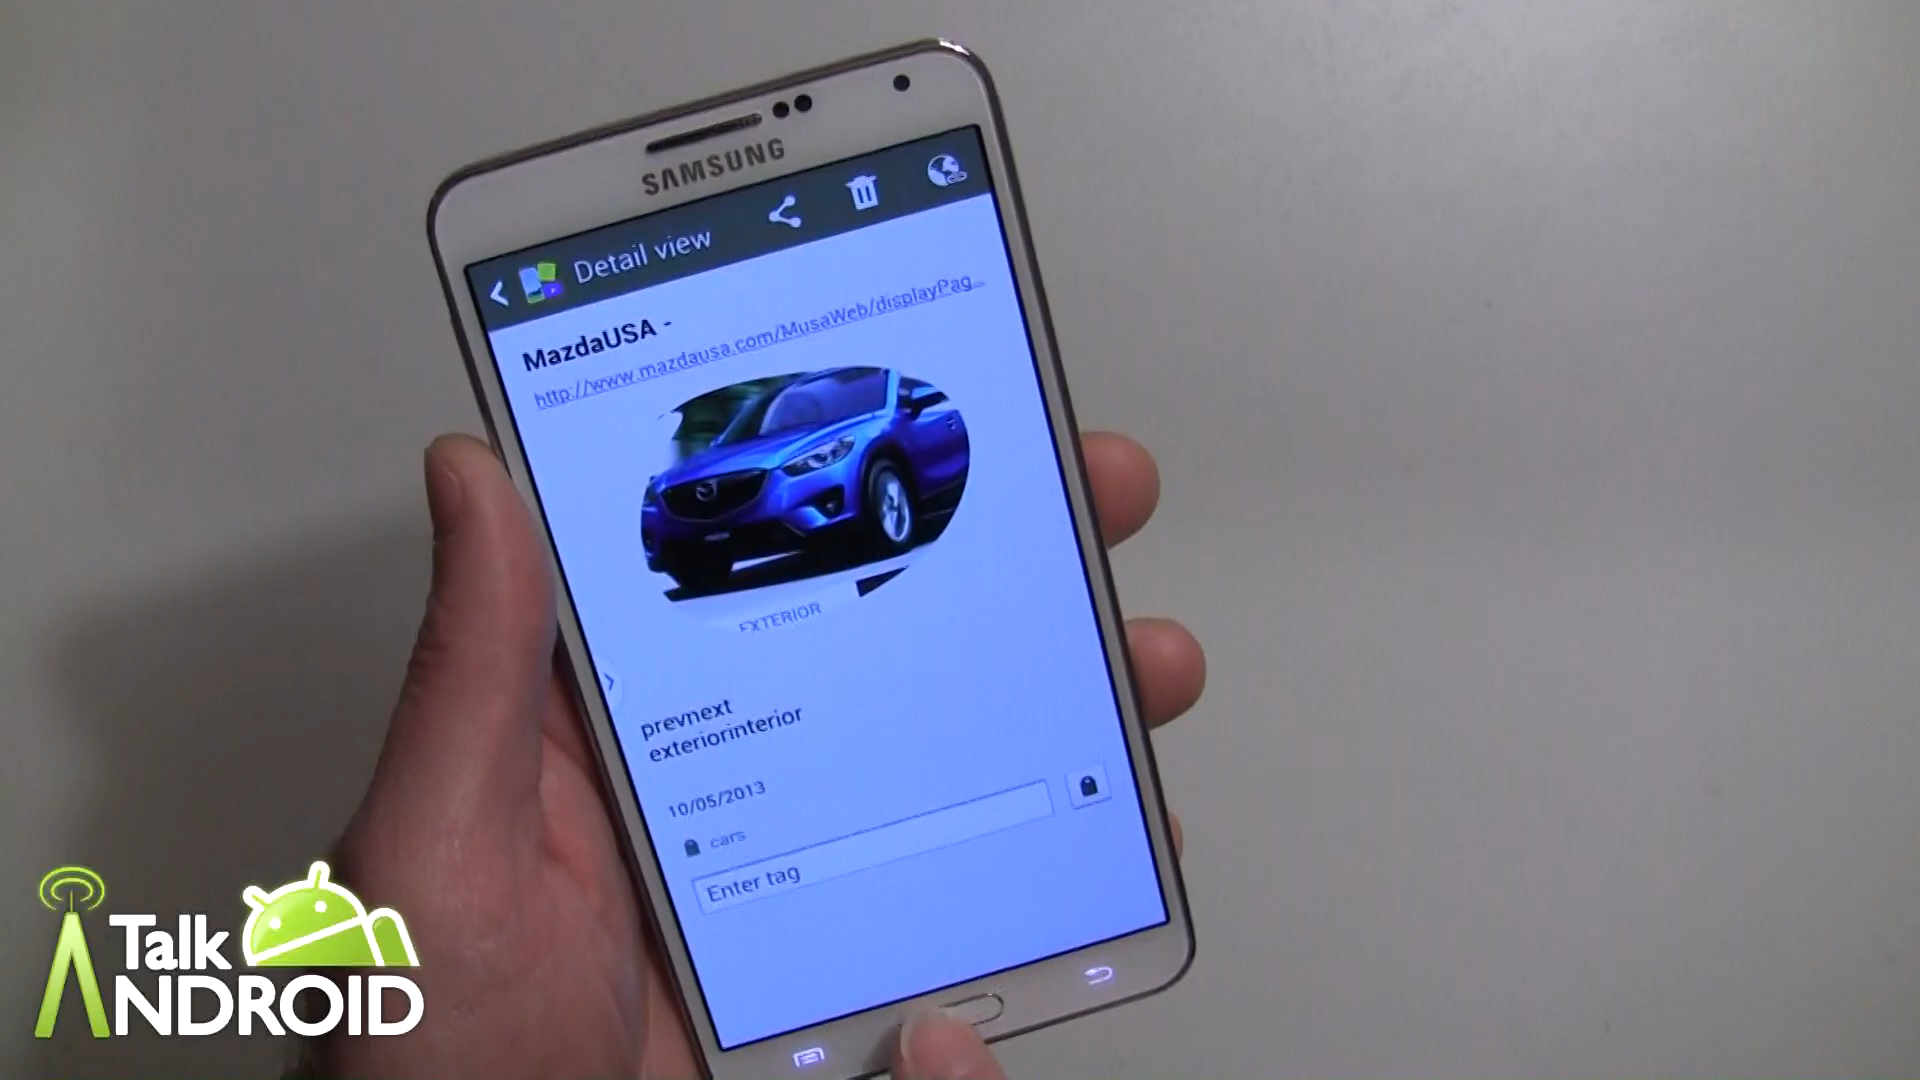 SAMSUNG
Detail view
MazdaUSA -
http://www.mazdausa.com/MusaWeb/displayPag...
EXTERIOR
prevnext
exteriorinterior
10/05/2013
cars
Enter tag
Talk
ANDROID